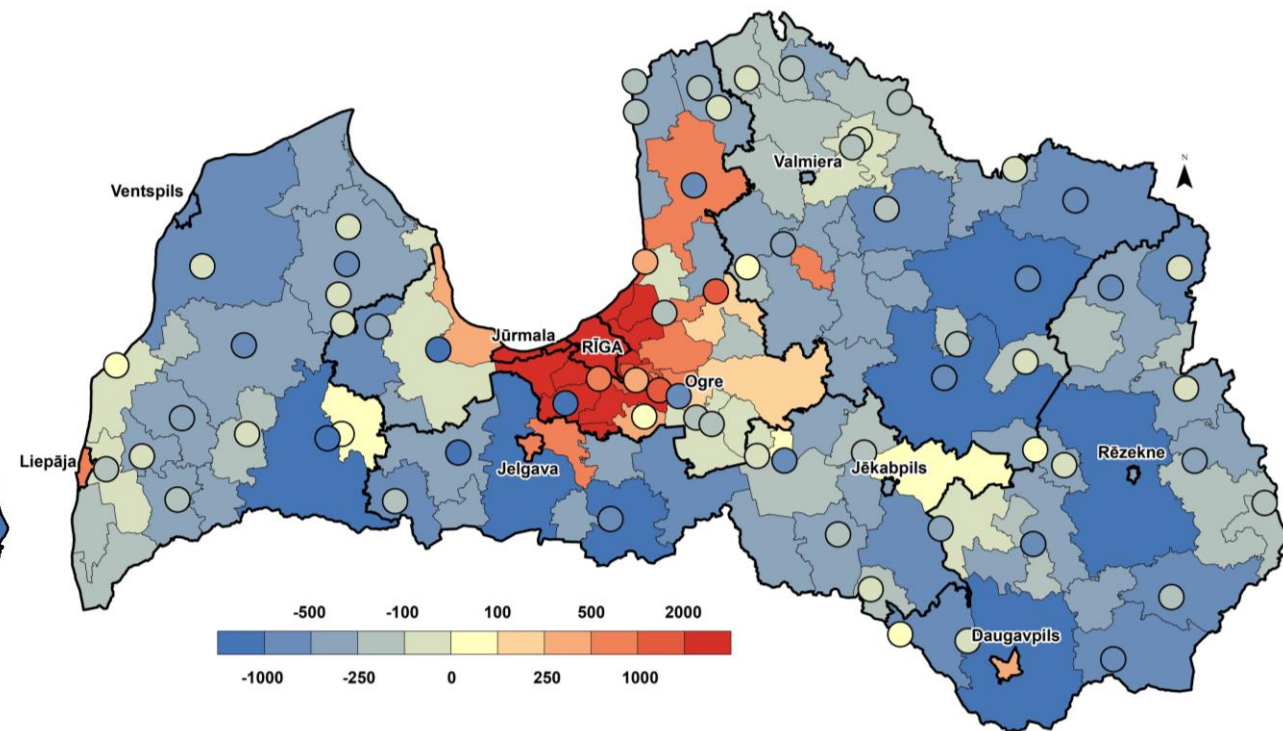 N
Valmiera
Ventspils
Jūrmala
RĪGA
Ogre
Liepāja
Jelgava
Jēkabpils
Rēzekne
Daugavpils
-500 -100 100 500 2000
-1000 -250 0 250 1000